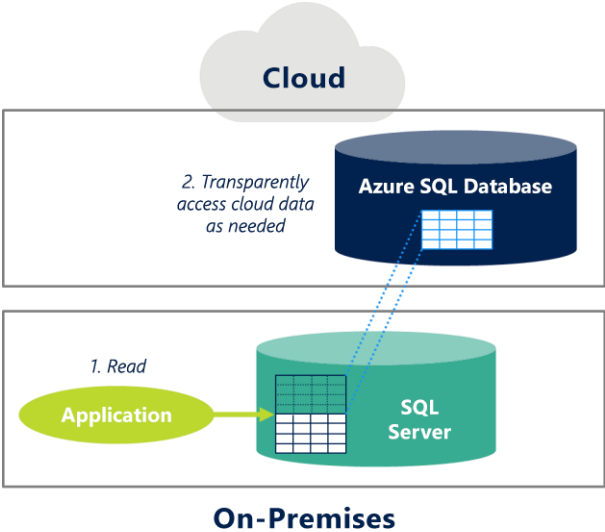 Cloud
2. Transparently
access cloud data
as needed
Azure SQL Database
1. Read
Application
SQL
Server
On-Premises